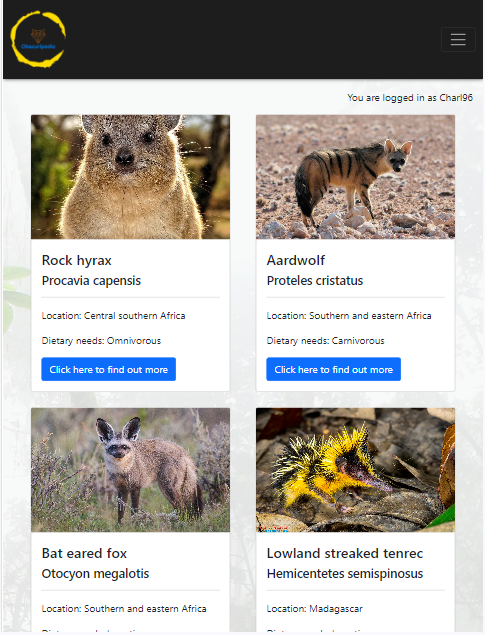 Obscuripedia
You are logged in as Charl96
Rock hyrax
Procavia capensis
Location: Central southern Africa
Dietary needs: Omnivorous
Click here to find out more
Aardwolf
Proteles cristatus
Location: Southern and eastern Africa
Dietary needs: Carnivorous
Click here to find out more
Bat eared fox
Otocyon megalotis
Location: Southern and eastern Africa
Lowland streaked tenrec
Hemicentetes semispinosus
Location: Madagascar